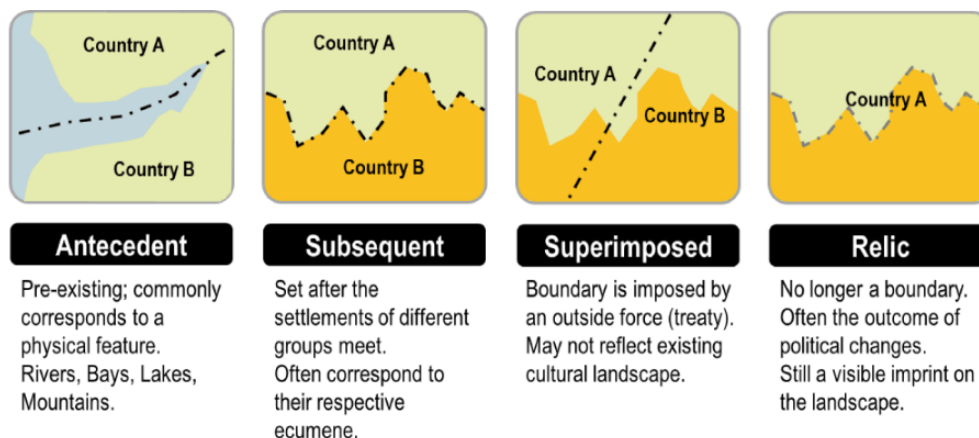 Country A
Country B
Country A
Country B
Country A
Country B
Country A
Antecedent
Pre-existing; commonly
corresponds to a
physical feature.
Rivers, Bays, Lakes,
Mountains.
Subsequent
Set after the
settlements of different
groups meet.
Often correspond to
their respective
ecumene.
Superimposed
Boundary is imposed by
an outside force (treaty).
May not reflect existing
cultural landscape.
Relic
No longer a boundary.
Often the outcome of
political changes.
Still a visible imprint on
the landscape.